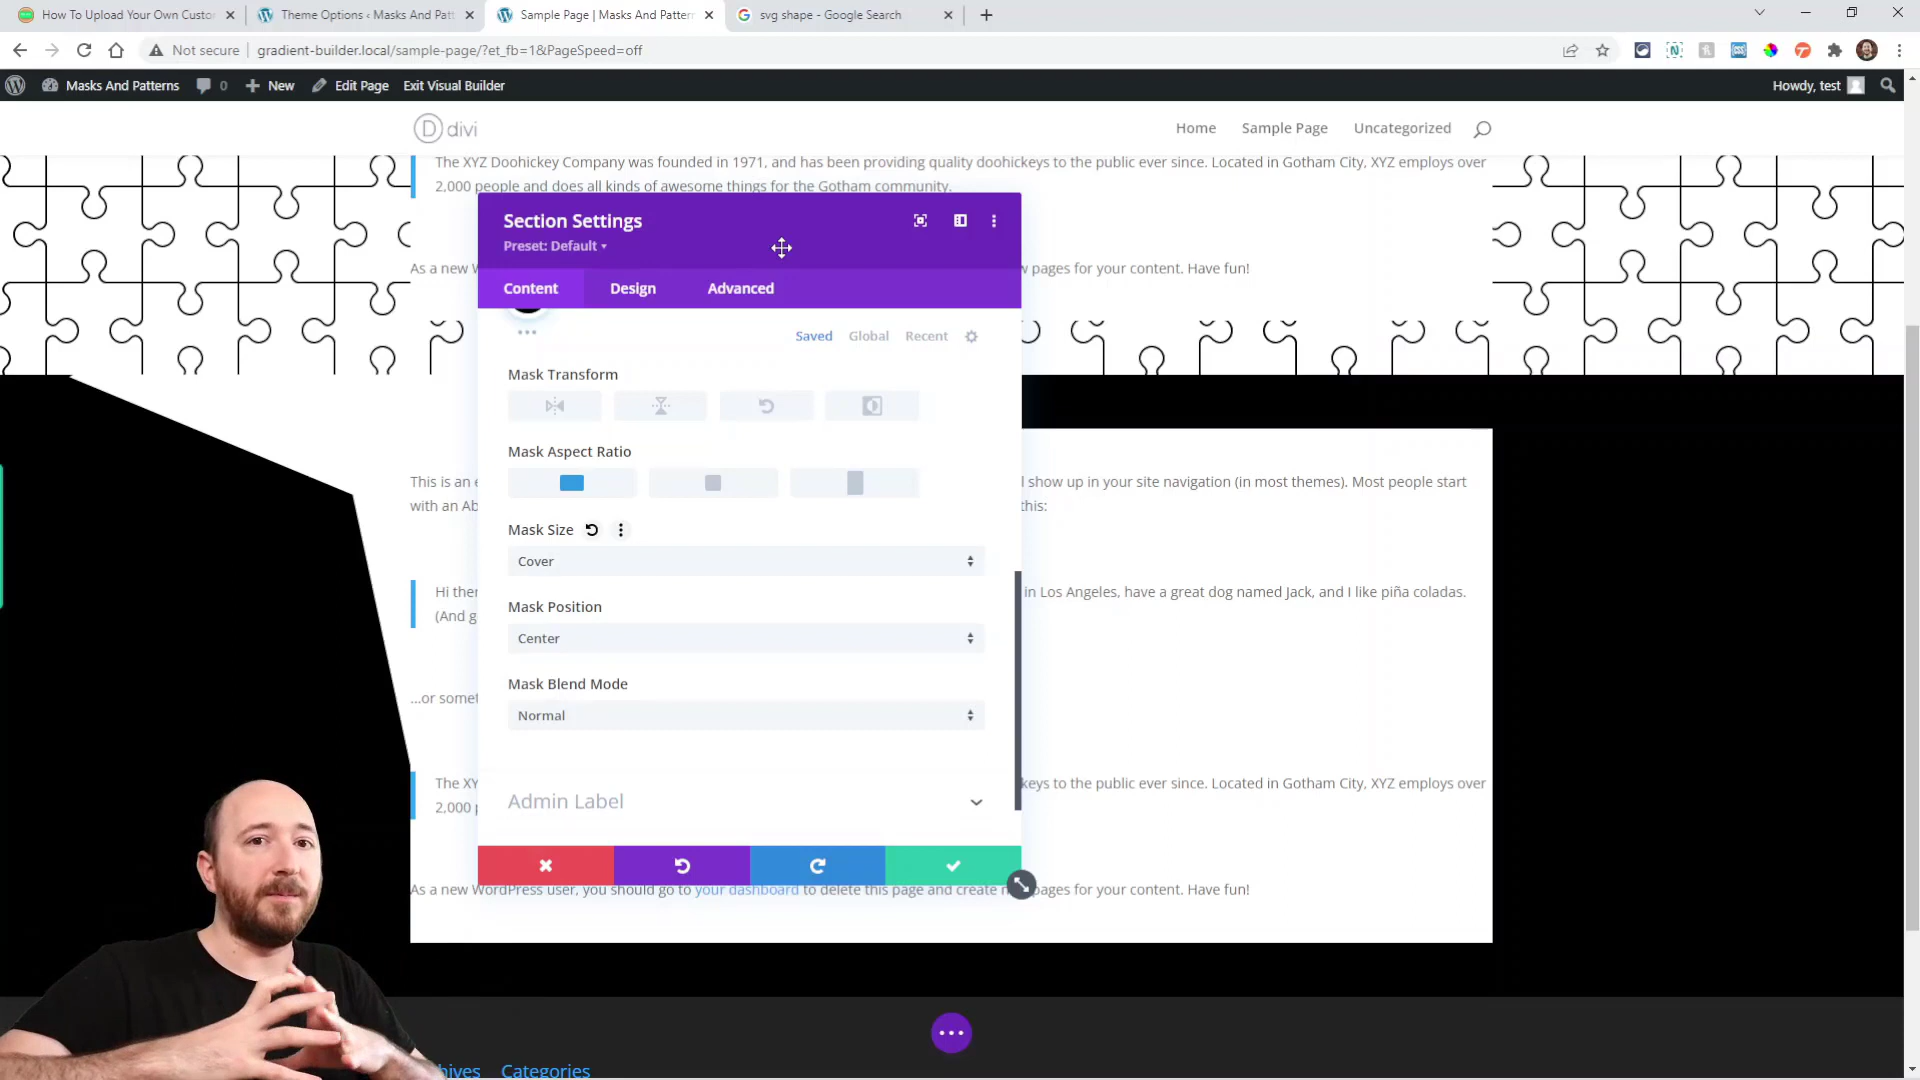 How To Upload Your Own Custo
Theme Options ‹ Masks And Patt
Sample Page | Masks And Pattern
svg shape - Google Search
Not secure
gradient-builder.local/sample-page/?et_fb=1&PageSpeed=off
Masks And Patterns
0
New
Edit Page
Exit Visual Builder
Howdy, test
D divi
Home
Sample Page
Uncategorized
The XYZ Doohickey Company was founded in 1971, and has been providing quality doohickeys to the public ever since. Located in Gotham City, XYZ employs over
2,000 people and does all kinds of awesome things for the Gotham community.
Section Settings
Preset: Default
As a new W
w pages for your content. Have fun!
Content
Design
Advanced
Saved
Global
Recent
Mask Transform
Mask Aspect Ratio
This is an e
l show up in your site navigation (in most themes). Most people start
with an Ab
this:
Mask Size
Cover
Hi ther
in Los Angeles, have a great dog named Jack, and I like piña coladas.
(And g
Mask Position
Center
Mask Blend Mode
...or somet
Normal
The XY
keys to the public ever since. Located in Gotham City, XYZ employs over
2,000 p
Admin Label
As a new WordPress user, you should go to your dashboard to delete this page and create n
pages for your content. Have fun!
hives
Categories